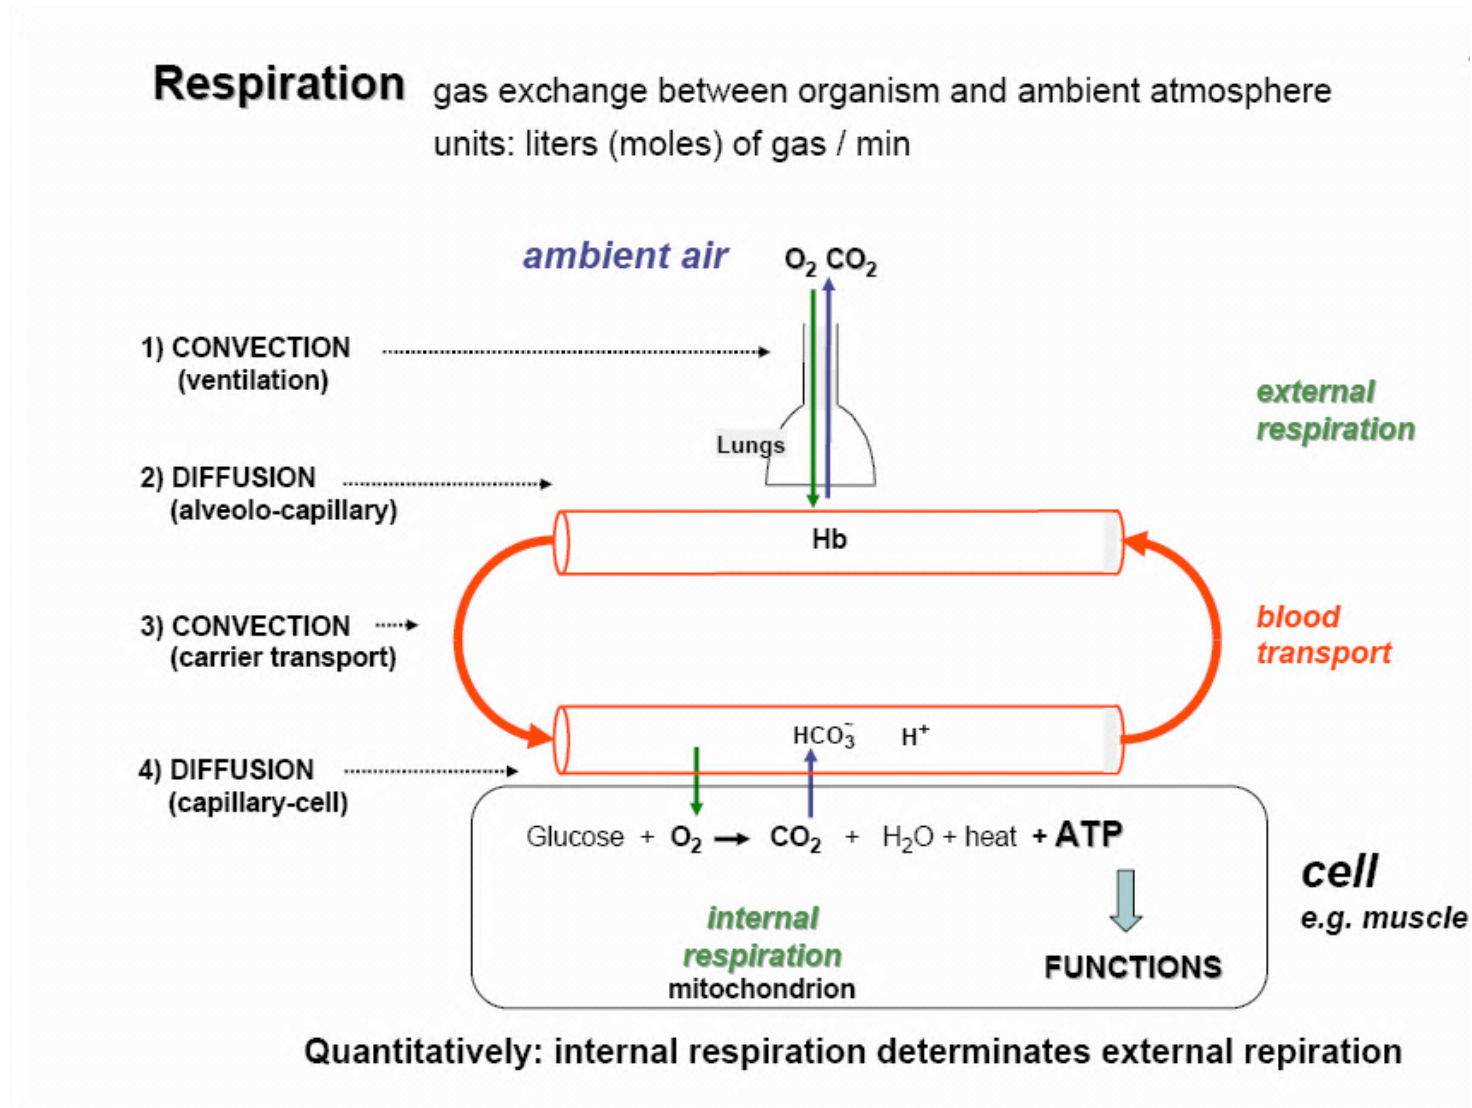 Respiration gas exchange between organism and ambient atmosphere
units: liters (moles) of gas / min
ambient air O₂ CO₂
1) CONVECTION
(ventilation)
external
respiration
Lungs
2) DIFFUSION
(alveolo-capillary)
Hb
3) CONVECTION
(carrier transport)
blood
transport
HCO₃⁻ H⁺
4) DIFFUSION
(capillary-cell)
Glucose + O₂ → CO₂ + H₂O + heat + ATP
cell
e.g. muscle
internal
respiration
mitochondrion
FUNCTIONS
Quantitatively: internal respiration determinates external repiration